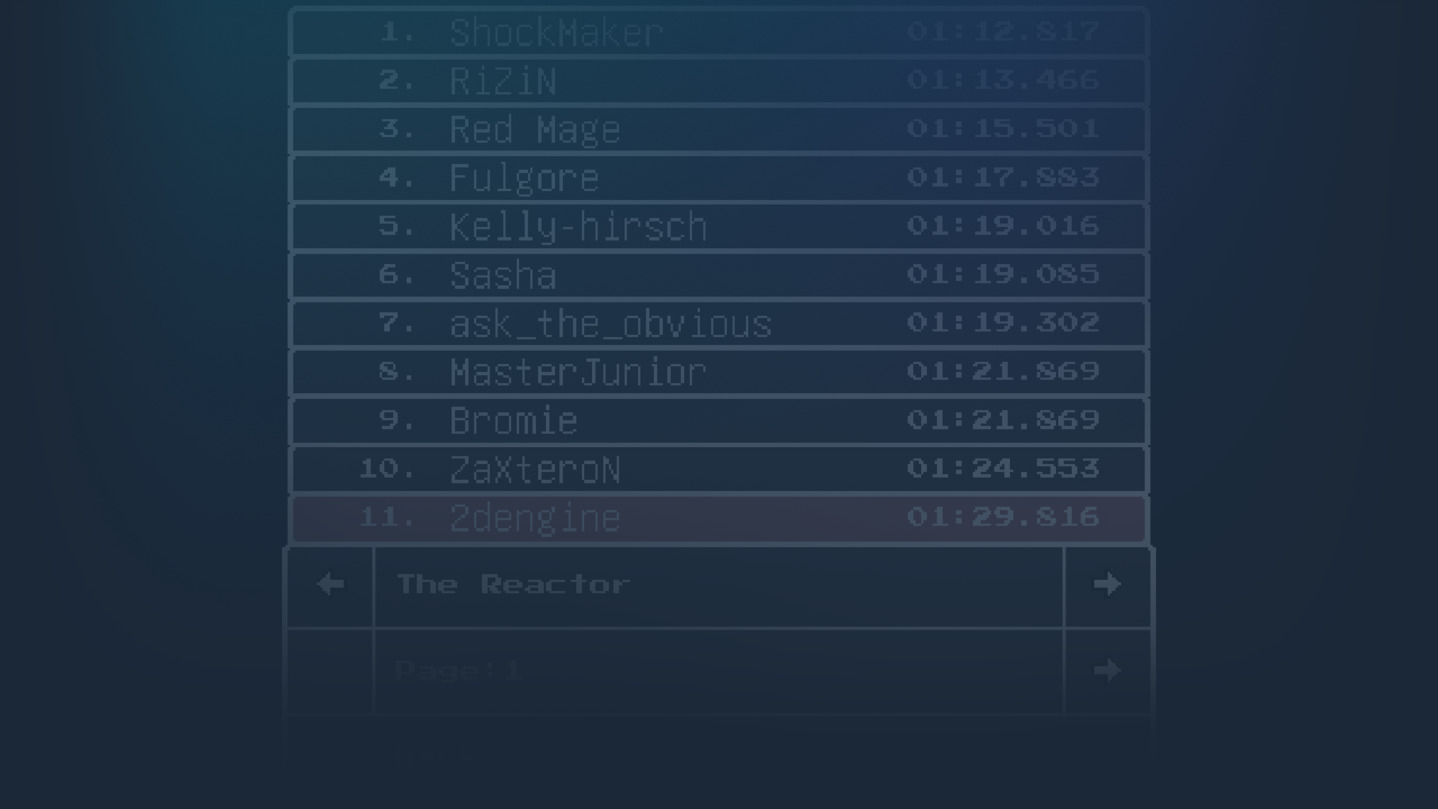 1. ShockMaker 01:12.817
2. RiZiN 01:13.466
3. Red Mage 01:15.501
4. Fulgore 01:17.883
5. Kelly-hirsch 01:19.016
6. Sasha 01:19.085
7. ask_the_obvious 01:19.302
8. MasterJunior 01:21.869
9. Bromie 01:21.869
10. ZaXteroN 01:24.553
11. 2dengine 01:29.816
The Reactor
Page:1